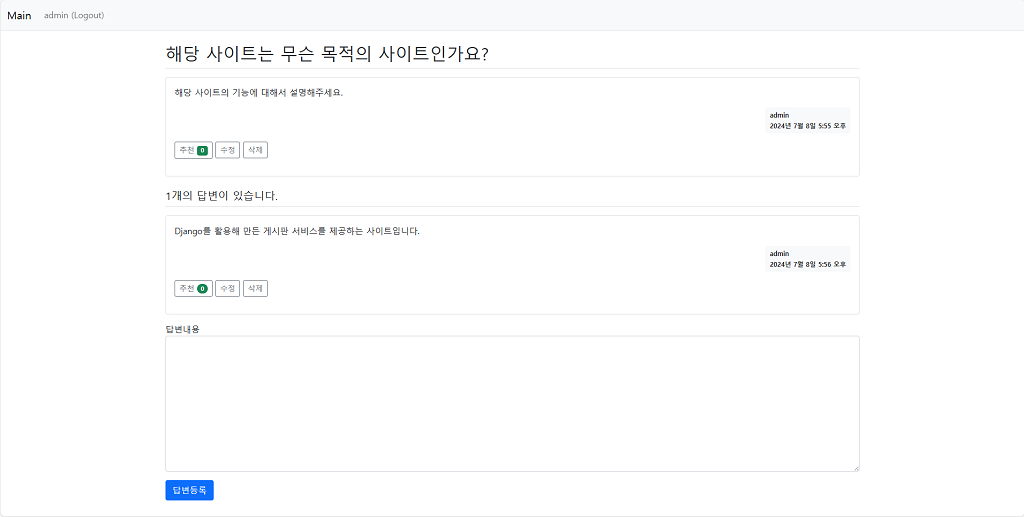 Main admin (Logout)
해당 사이트는 무슨 목적의 사이트인가요?
해당 사이트의 기능에 대해서 설명해주세요.
admin
2024년 7월 8일 5:55 오후
추천 0 수정 삭제
1개의 답변이 있습니다.
Django를 활용해 만든 게시판 서비스를 제공하는 사이트입니다.
admin
2024년 7월 8일 5:56 오후
추천 0 수정 삭제
답변내용
답변등록